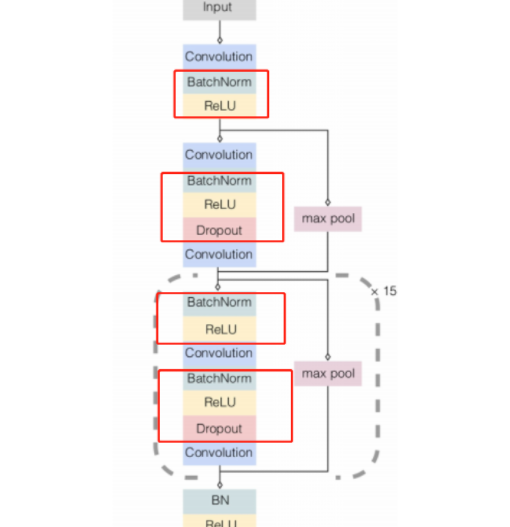 Input
Convolution
BatchNorm
ReLU
Convolution
BatchNorm
ReLU
max pool
Dropout
Convolution
× 15
BatchNorm
ReLU
Convolution
max pool
BatchNorm
ReLU
Dropout
Convolution
BN
ReLU